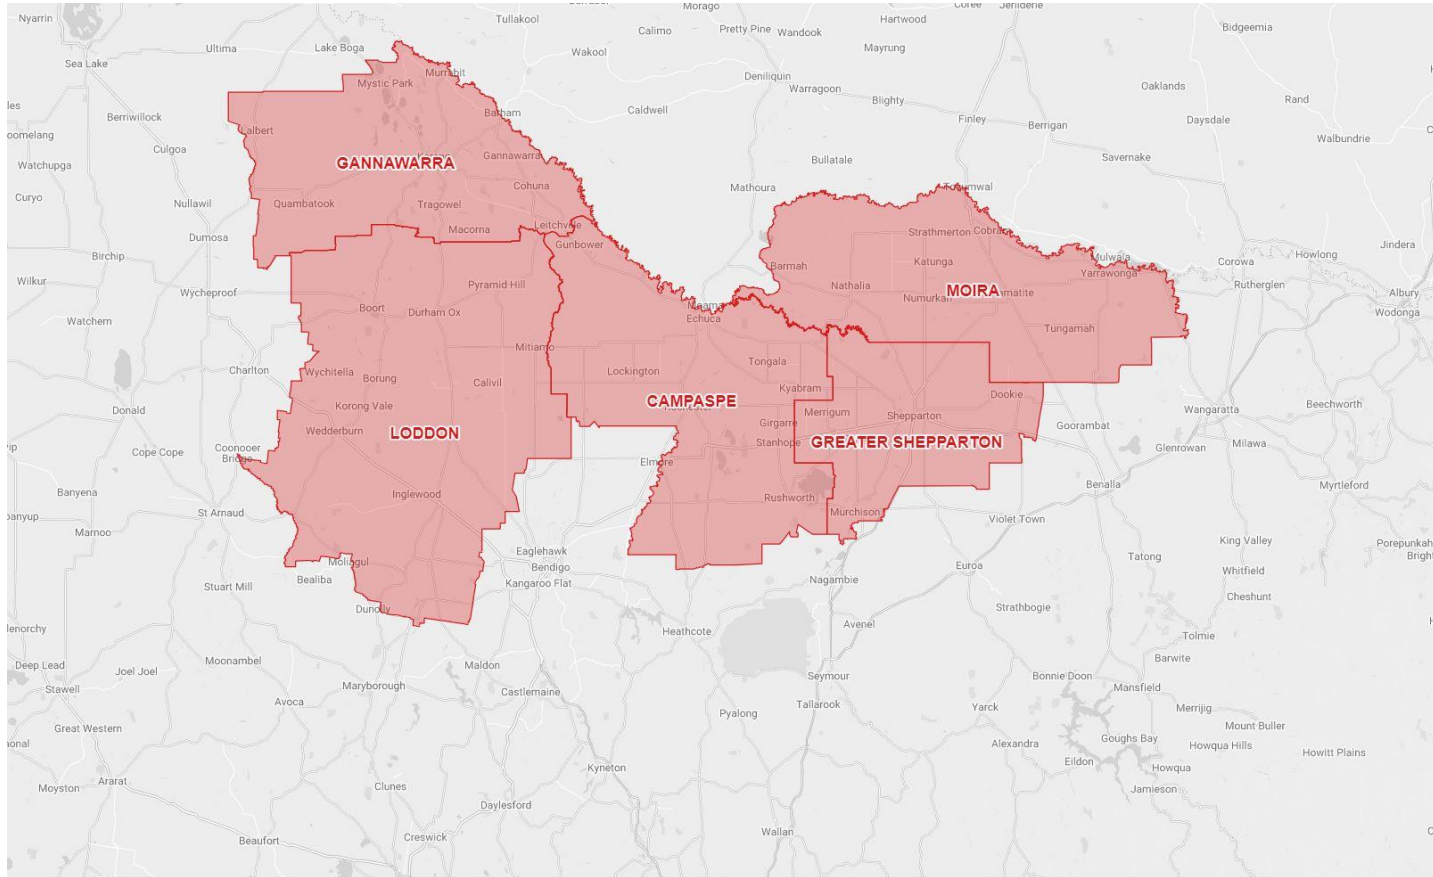 Nyarrin
Tullakool
Morago
Coree
Jerilderie
Hartwood
Bidgeemia
Calimo
Pretty Pine
Wandook
Ultima
Lake Boga
Wakool
Mayrung
Sea Lake
Murrabit
Mystic Park
Deniliquin
Warragoon
Oaklands
Blighty
Rand
Berriwillock
Barham
Caldwell
Finley
Berrigan
Daysdale
Walbundrie
Lalbert
Culgoa
GANNAWARRA
Gannawarra
Bullatale
Savernake
Watchupga
Cohuna
Mathoura
Curyo
Nullawil
Quambatook
Tragowel
Leitchville
Macorna
Strathmerton
Cobram
Dumosa
Gunbower
Jindera
Birchip
Barmah
Katunga
Mulwala
Corowa
Howlong
Yarrawonga
Wilkur
Wycheproof
Pyramid Hill
Nathalia
Numurkah
MOIRA
Rutherglen
Albury
Wodonga
Boort
Durham Ox
Echuca
Watchem
Tungamah
Mitiamo
Tongala
Charlton
Wychitella
Borung
Calivil
Lockington
Kyabram
Dookie
Donald
Korong Vale
CAMPASPE
Merrigum
Shepparton
Wangaratta
Beechworth
Wedderburn
LODDON
Girgarre
Stanhope
GREATER SHEPPARTON
Goorambat
Glenrowan
Milawa
Cope Cope
Coonooer
Bridge
Elmore
Banyena
Inglewood
Rushworth
Benalla
Myrtleford
St Arnaud
Murchison
Violet Town
Marnoo
King Valley
Eaglehawk
Bendigo
Tatong
Moliagul
Bealiba
Kangaroo Flat
Nagambie
Euroa
Whitfield
Stuart Mill
Cheshunt
Dunolly
Strathbogie
Heathcote
Avenel
Tolmie
Moonambel
Barwite
Deep Lead
Joel Joel
Maldon
Seymour
Bonnie Doon
Stawell
Maryborough
Castlemaine
Mansfield
Avoca
Pyalong
Tallarook
Yarck
Merrijig
Great Western
Mount Buller
Alexandra
Goughs Bay
Howqua Hills
Howitt Plains
Eildon
Kyneton
Howqua
Ararat
Moyston
Clunes
Jamieson
Daylesford
Beaufort
Creswick
Wallan